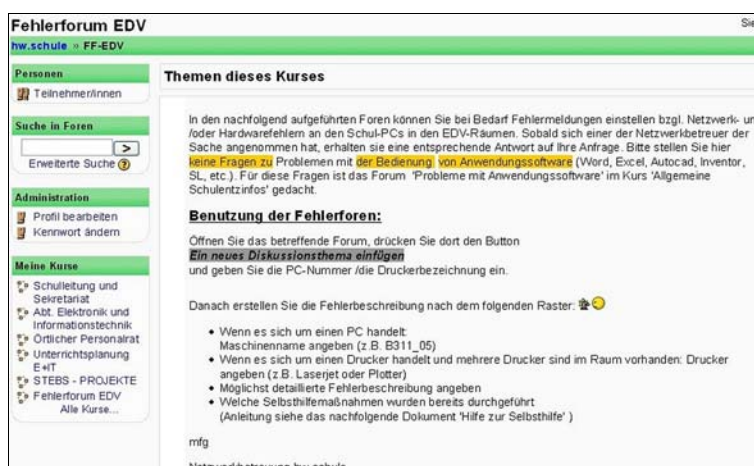 Fehlerforum EDV
Sie
hw.schule » FF-EDV
Personen
Teilnehmer/innen
Suche in Foren
>
Erweiterte Suche ?
Administration
Profil bearbeiten
Kennwort ändern
Meine Kurse
Schulleitung und
Sekretariat
Abt. Elektronik und
Informationstechnik
Örtlicher Personalrat
Unterrichtsplanung
E+IT
STEBS - PROJEKTE
Fehlerforum EDV
Alle Kurse...
Themen dieses Kurses
In den nachfolgend aufgeführten Foren können Sie bei Bedarf Fehlermeldungen einstellen bzgl. Netzwerk- un
/oder Hardwarefehlern an den Schul-PCs in den EDV-Räumen. Sobald sich einer der Netzwerkbetreuer der
Sache angenommen hat, erhalten sie eine entsprechende Antwort auf Ihre Anfrage. Bitte stellen Sie hier
keine Fragen zu Problemen mit der Bedienung von Anwendungssoftware (Word, Excel, Autocad, Inventor,
SL, etc.). Für diese Fragen ist das Forum 'Probleme mit Anwendungssoftware' im Kurs 'Allgemeine
Schulentzinfos' gedacht.
Benutzung der Fehlerforen:
Öffnen Sie das betreffende Forum, drücken Sie dort den Button
Ein neues Diskussionsthema einfügen
und geben Sie die PC-Nummer /die Druckerbezeichnung ein.
Danach erstellen Sie die Fehlerbeschreibung nach dem folgenden Raster:
Wenn es sich um einen PC handelt:
Maschinenname angeben (z.B. B311_05)
Wenn es sich um einen Drucker handelt und mehrere Drucker sind im Raum vorhanden: Drucker
angeben (z.B. Laserjet oder Plotter)
Möglichst detaillierte Fehlerbeschreibung angeben
Welche Selbsthilfemaßnahmen wurden bereits durchgeführt
(Anleitung siehe das nachfolgende Dokument 'Hilfe zur Selbsthilfe' )
mfg
Netzwerkbetreuung hw.schule